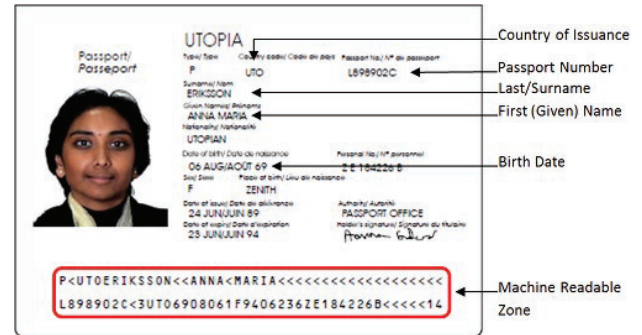 UTOPIA
Country of Issuance
Passport/
Passeport
Type/Type Country code/Code du pays Passport No./N° du passeport
P UTO L898902C
Passport Number
Surname/Nom
ERIKSSON
Last/Surname
Given Names/Prénoms
ANNA MARIA
First (Given) Name
Nationality/Nationalité
UTOPIAN
Date of birth/Date de naissance Personal No./N° personnel
06 AUG/AOÛT 69 Z E 184226 B
Birth Date
Sex/Sexe Place of birth/Lieu de naissance
F ZENITH
Date of issue/Date de délivrance Authority/Autorité
24 JUN/JUIN 89 PASSPORT OFFICE
Date of expiry/Date d'expiration Holder's signature/Signature du titulaire
23 JUN/JUIN 94
P<UTOERIKSSON<<ANNA<MARIA<<<<<<<<<<<<<<<<<<<
L898902C<3UTO6908061F9406236ZE184226B<<<<<14
Machine Readable
Zone